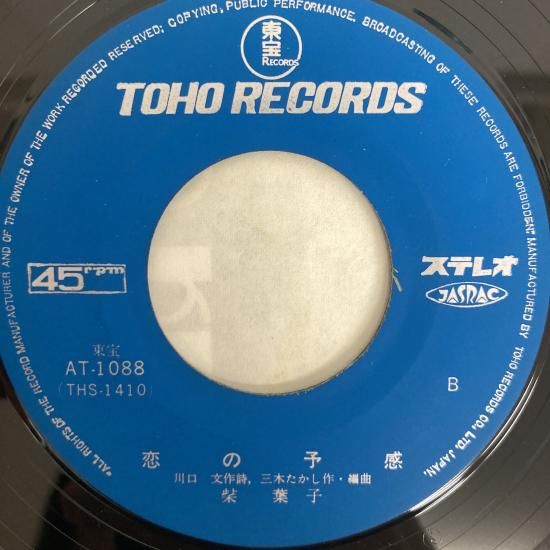 "ALL RIGHTS OF THE RECORD MANUFACTURER AND OF THE OWNER OF THE WORK RECORDED RESERVED; COPYING, PUBLIC PERFORMANCE, BROADCASTING OF THESE RECORDS ARE FORBIDDEN" MANUFACTURED BY TOHO RECORDS CO., LTD. JAPAN.
東宝
RECORDS
TOHO RECORDS
45rpm
ステレオ
JASRAC
東宝
AT-1088
(THS-1410)
B
恋の予感
川口 文作詩, 三木たかし作・編曲
柴葉子